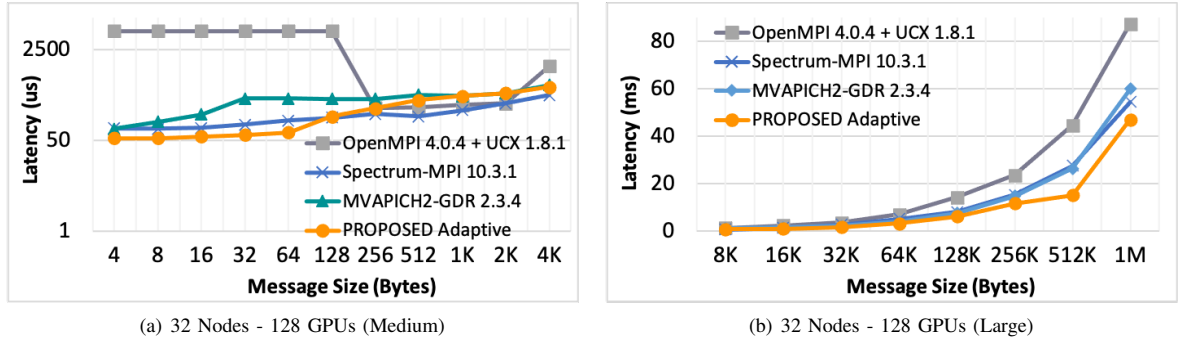 Latency (us)
2500
50
1
OpenMPI 4.0.4 + UCX 1.8.1
Spectrum-MPI 10.3.1
MVAPICH2-GDR 2.3.4
PROPOSED Adaptive
4 8 16 32 64 128 256 512 1K 2K 4K
Message Size (Bytes)
(a) 32 Nodes - 128 GPUs (Medium)
Latency (ms)
80
60
40
20
0
OpenMPI 4.0.4 + UCX 1.8.1
Spectrum-MPI 10.3.1
MVAPICH2-GDR 2.3.4
PROPOSED Adaptive
8K 16K 32K 64K 128K 256K 512K 1M
Message Size (Bytes)
(b) 32 Nodes - 128 GPUs (Large)